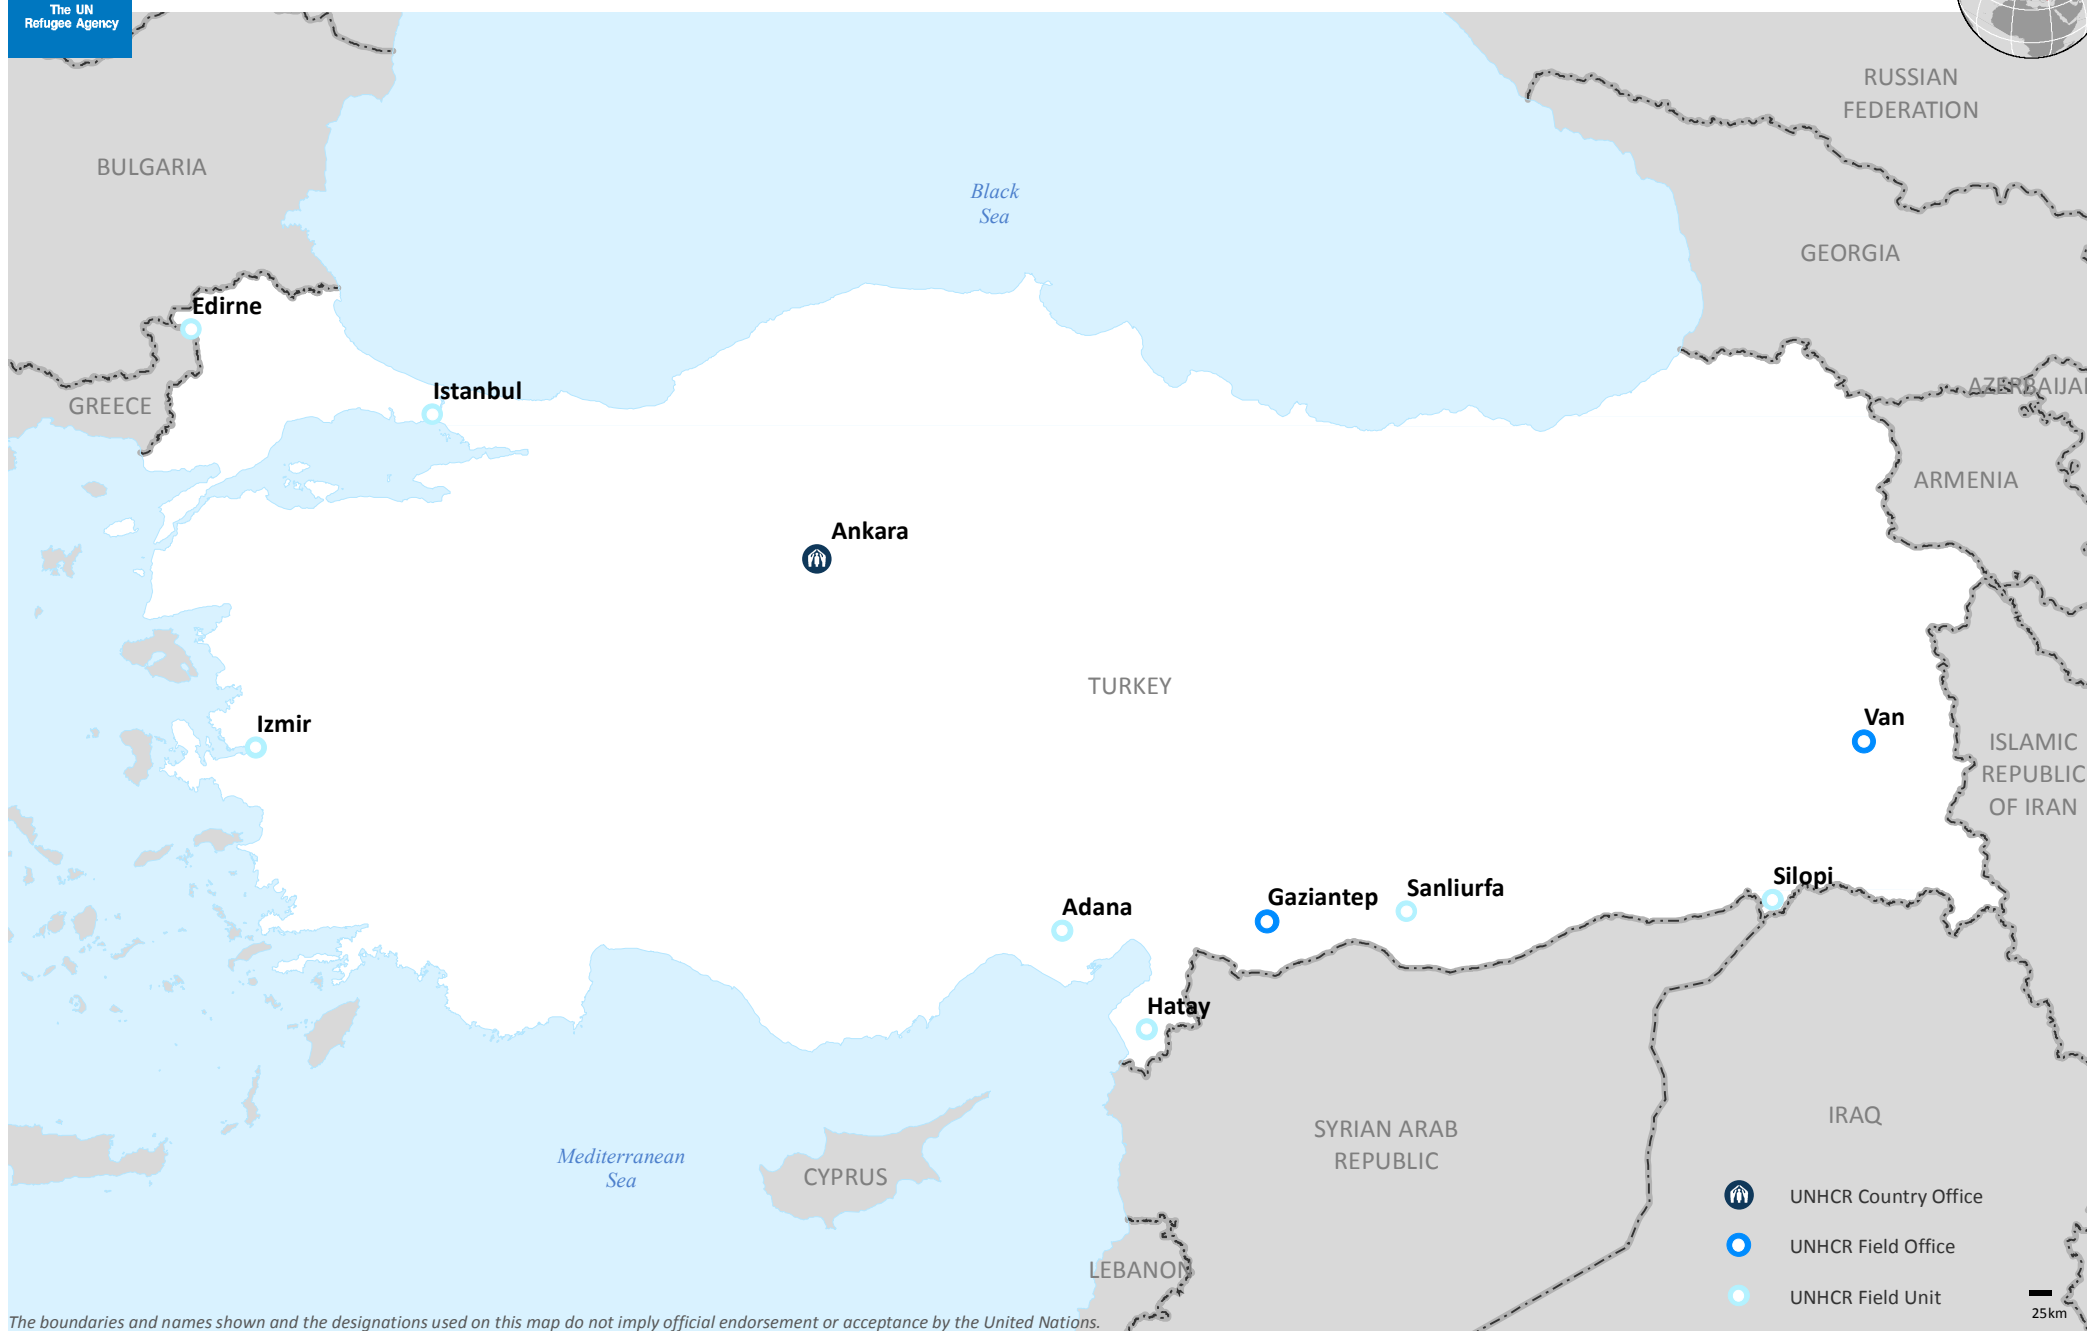 The UN
Refugee Agency
RUSSIAN
FEDERATION
BULGARIA
Black
Sea
GEORGIA
Edirne
Istanbul
GREECE
AZERBAIJAN
ARMENIA
Ankara
TURKEY
Izmir
Van
ISLAMIC
REPUBLIC
OF IRAN
Silopi
Sanliurfa
Gaziantep
Adana
Hatay
SYRIAN ARAB
REPUBLIC
IRAQ
Mediterranean
Sea
CYPRUS
UNHCR Country Office
UNHCR Field Office
LEBANON
UNHCR Field Unit
25km
The boundaries and names shown and the designations used on this map do not imply official endorsement or acceptance by the United Nations.